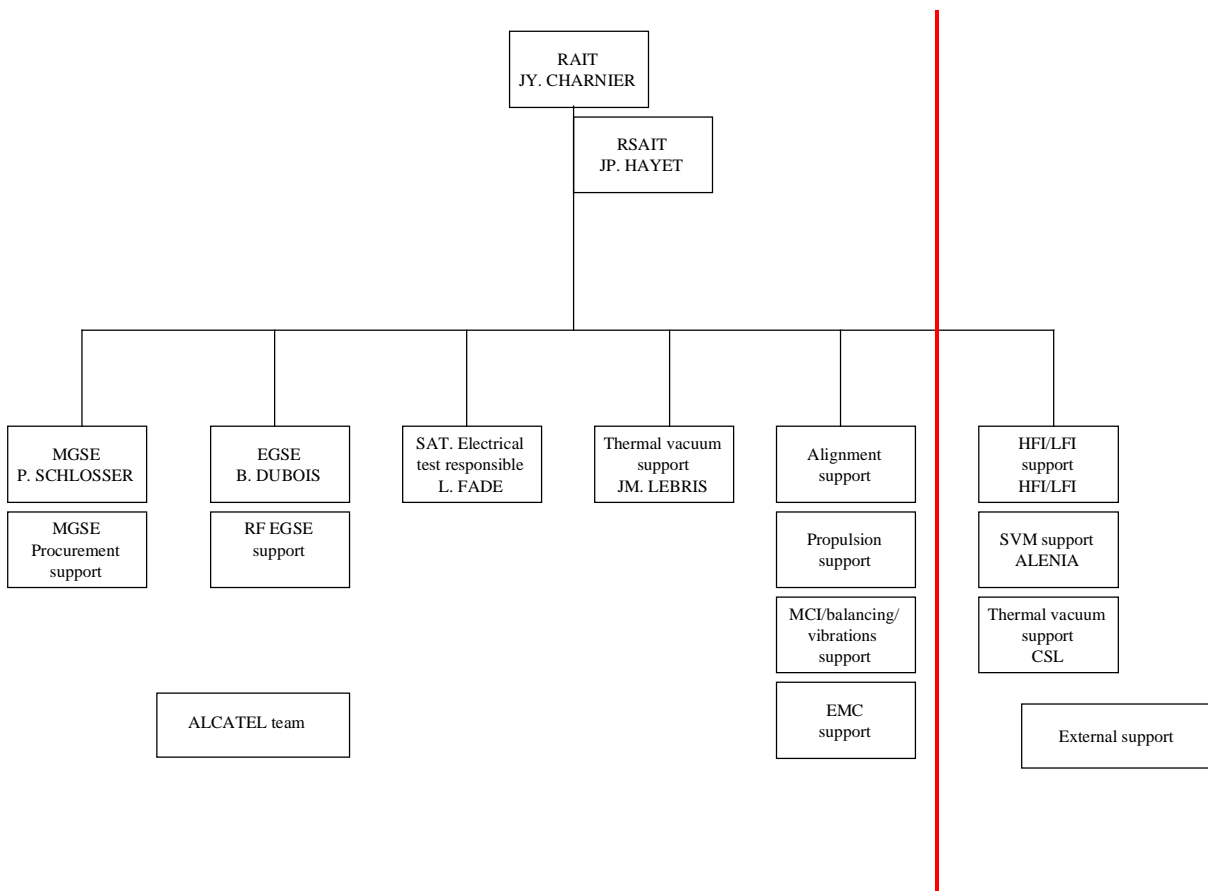 RAIT
JY. CHARNIER
RSAIT
JP. HAYET
MGSE
P. SCHLOSSER
EGSE
B. DUBOIS
SAT. Electrical
test responsible
L. FADE
Thermal vacuum
support
JM. LEBRIS
Alignment
support
HFI/LFI
support
HFI/LFI
MGSE
Procurement
support
RF EGSE
support
Propulsion
support
SVM support
ALENIA
MCI/balancing/
vibrations
support
Thermal vacuum
support
CSL
ALCATEL team
EMC
support
External support